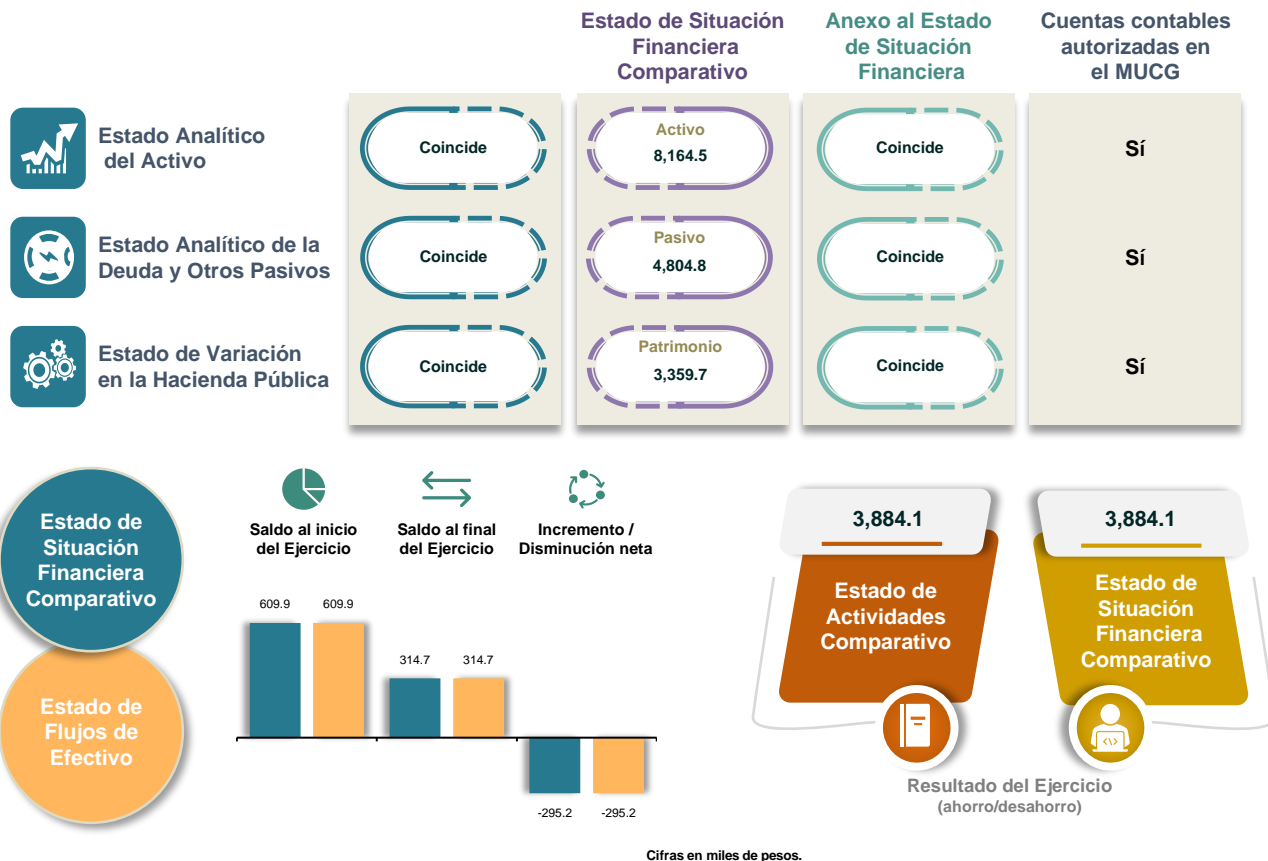 Estado de Situación
Financiera
Comparativo
Anexo al Estado
de Situación
Financiera
Cuentas contables
autorizadas en
el MUCG
Estado Analítico
del Activo
Coincide
Activo
8,164.5
Coincide
Sí
Estado Analítico de la
Deuda y Otros Pasivos
Coincide
Pasivo
4,804.8
Coincide
Sí
Estado de Variación
en la Hacienda Pública
Coincide
Patrimonio
3,359.7
Coincide
Sí
Estado de
Situación
Financiera
Comparativo
Estado de
Flujos de
Efectivo
Saldo al inicio
del Ejercicio
Saldo al final
del Ejercicio
Incremento /
Disminución neta
609.9
609.9
314.7
314.7
-295.2
-295.2
3,884.1
Estado de
Actividades
Comparativo
3,884.1
Estado de
Situación
Financiera
Comparativo
Resultado del Ejercicio
(ahorro/desahorro)
Cifras en miles de pesos.